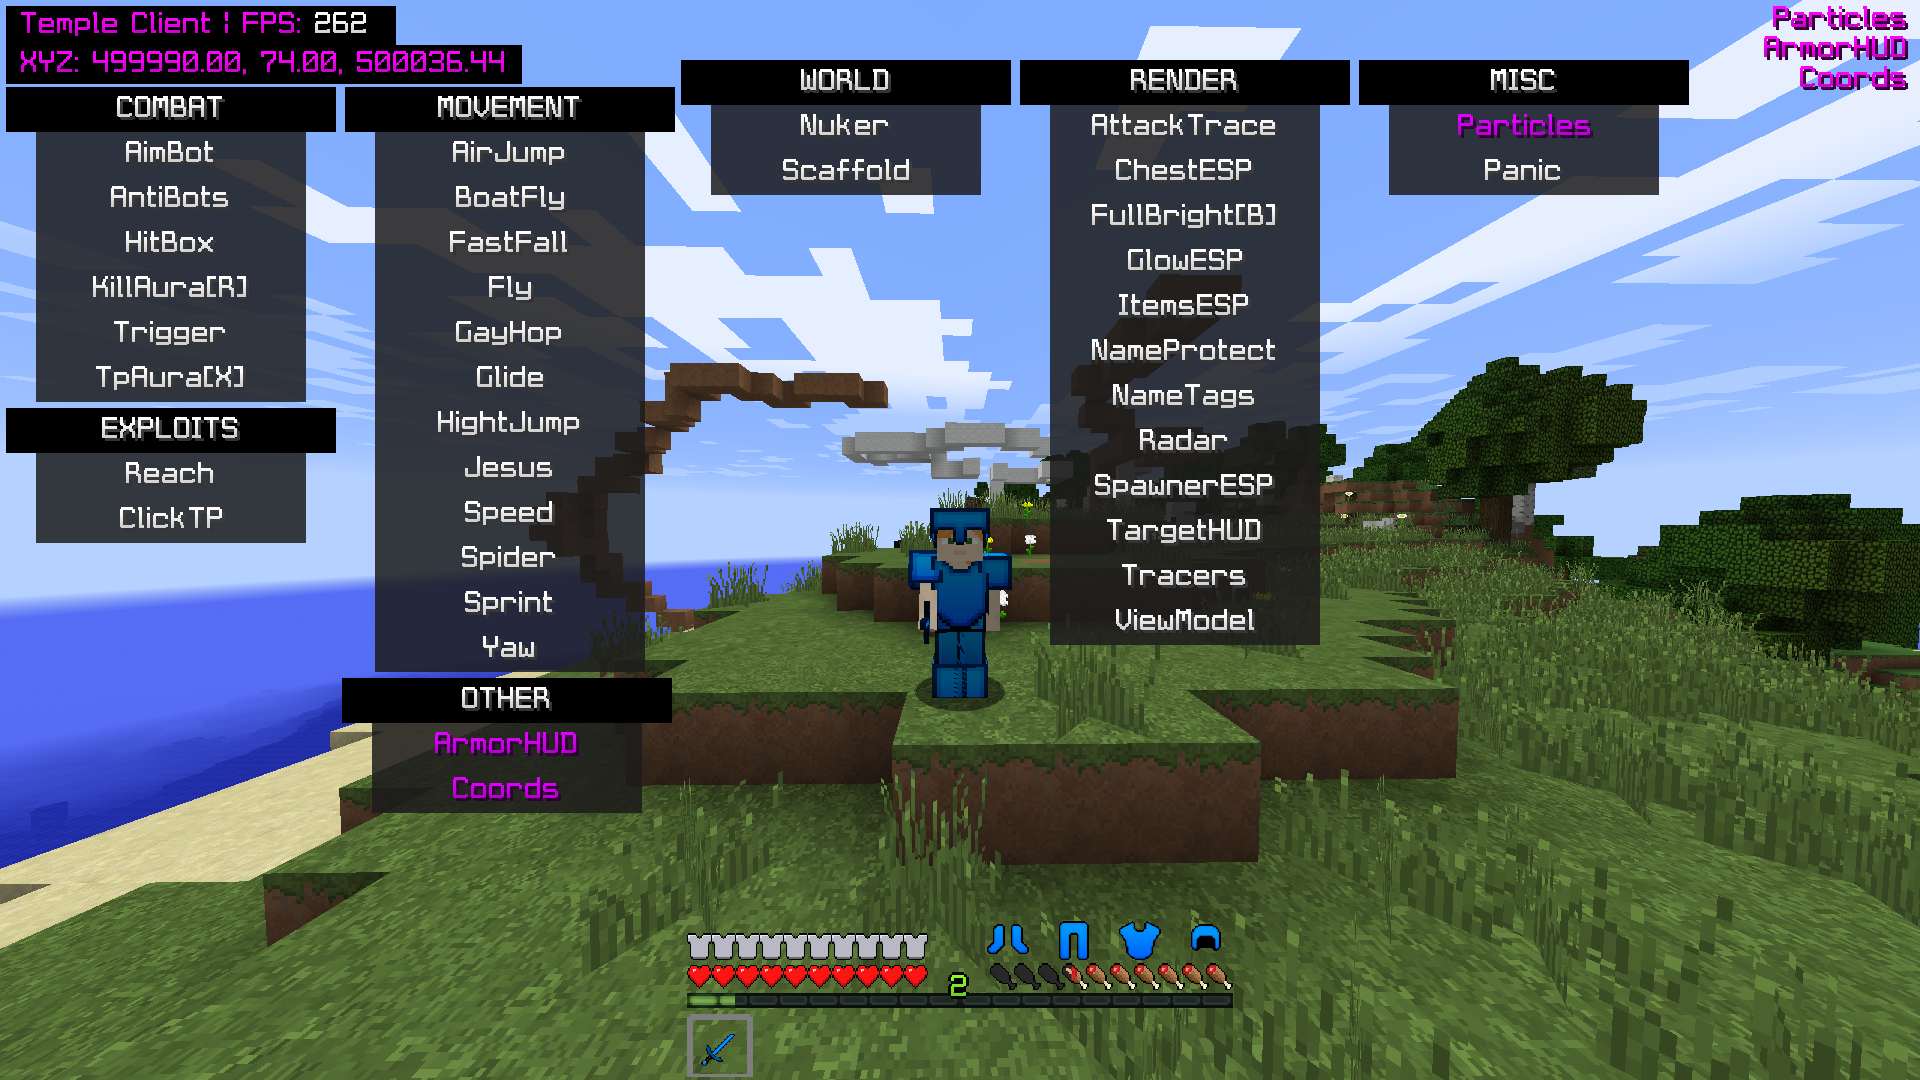 Temple Client | FPS: 262
XYZ: 499990.00, 74.00, 500036.44
Particles
ArmorHUD
Coords
COMBAT
AimBot
AntiBots
HitBox
KillAura[R]
Trigger
TpAura[X]
EXPLOITS
Reach
ClickTP
MOVEMENT
AirJump
BoatFly
FastFall
Fly
GayHop
Glide
HightJump
Jesus
Speed
Spider
Sprint
Yaw
OTHER
ArmorHUD
Coords
WORLD
Nuker
Scaffold
RENDER
AttackTrace
ChestESP
FullBright[B]
GlowESP
ItemsESP
NameProtect
NameTags
Radar
SpawnerESP
TargetHUD
Tracers
ViewModel
MISC
Particles
Panic
2